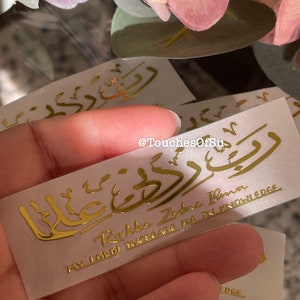 @TouchesOfSu
رب زدني علما
Rabbi Zidni Ilma
MY LORD INCREASE ME IN KNOWLEDGE.